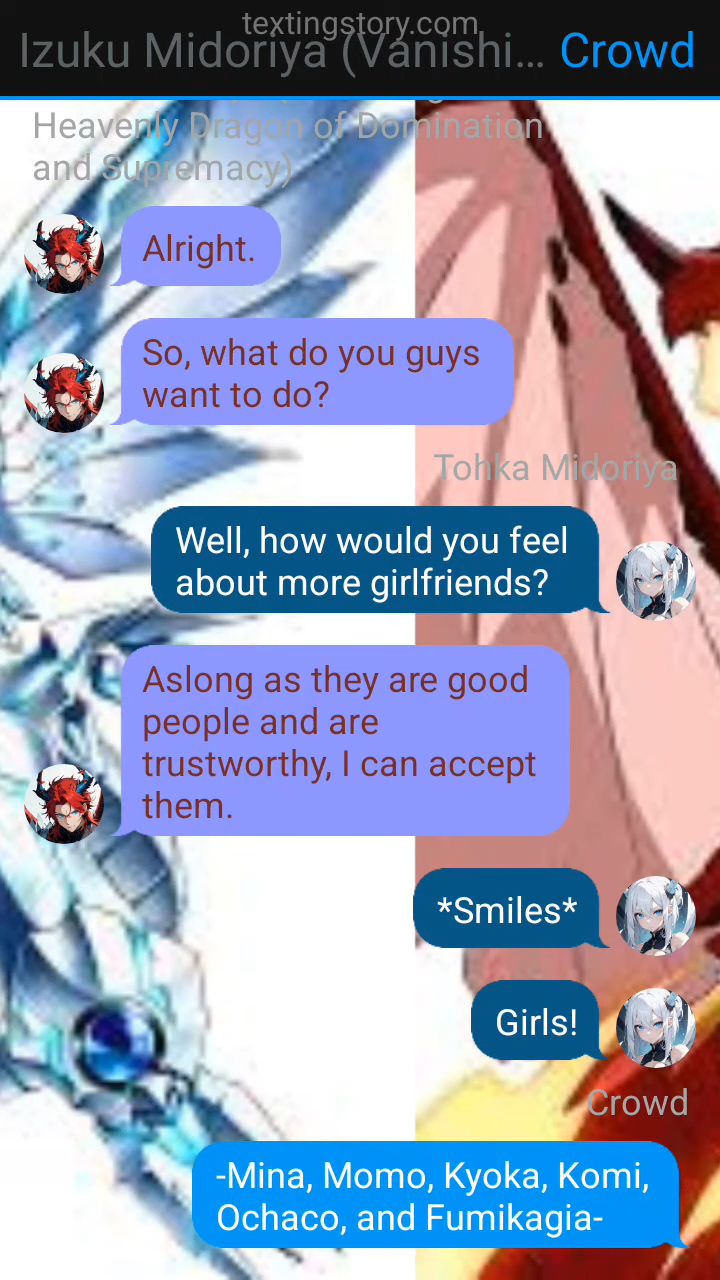 textingstory.com
Izuku Midoriya (Vanishi... Crowd
Heavenly Dragon of Domination
and Supremacy)
Alright.
So, what do you guys
want to do?
Tohka Midoriya
Well, how would you feel
about more girlfriends?
Aslong as they are good
people and are
trustworthy, I can accept
them.
*Smiles*
Girls!
Crowd
-Mina, Momo, Kyoka, Komi,
Ochaco, and Fumikagia-